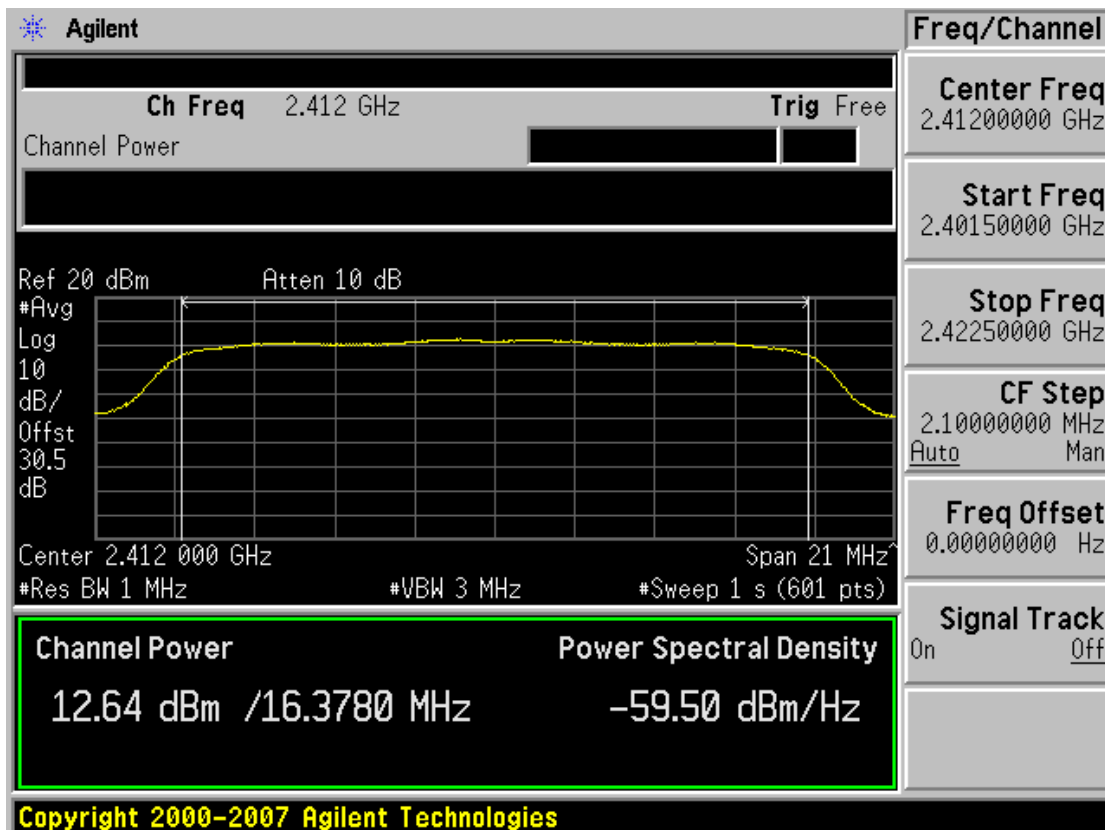 Agilent
Ch Freq 2.412 GHz Trig Free
Channel Power
Ref 20 dBm Atten 10 dB
#Avg
Log
10
dB/
Offst
30.5
dB
Center 2.412 000 GHz Span 21 MHz^
#Res BW 1 MHz #VBW 3 MHz #Sweep 1 s (601 pts)
Channel Power Power Spectral Density
12.64 dBm /16.3780 MHz -59.50 dBm/Hz
Copyright 2000-2007 Agilent Technologies
Freq/Channel
Center Freq
2.41200000 GHz
Start Freq
2.40150000 GHz
Stop Freq
2.42250000 GHz
CF Step
2.10000000 MHz
Auto Man
Freq Offset
0.00000000 Hz
Signal Track
On Off